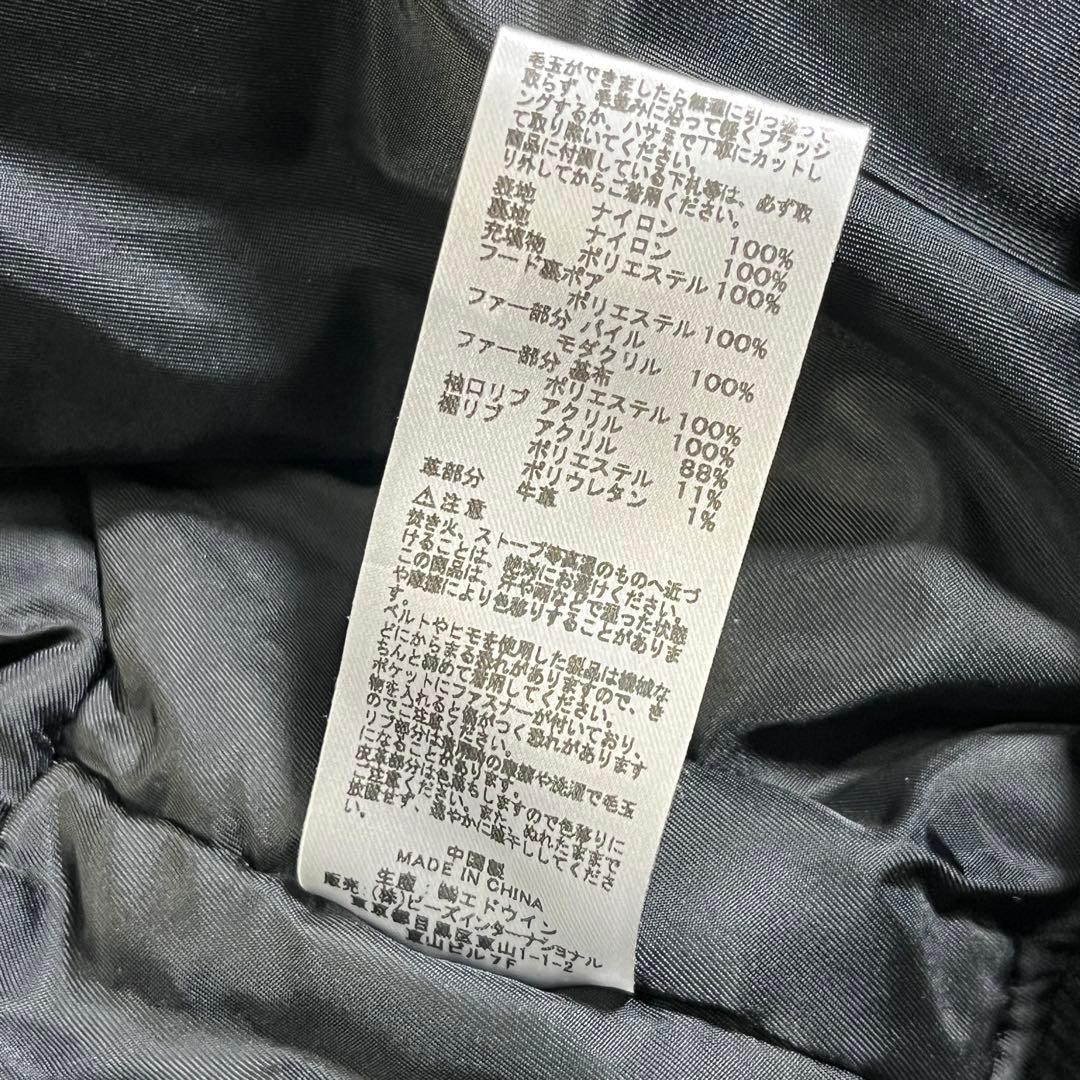 毛玉ができましたら無理に引っ張って
取らず、毛並みに沿って軽くブラッシ
ングするか、ハサミで丁寧にカットし
て取り除いてください。
商品に付属している下札等は、必ず取
り外してからご着用ください。
表地 ナイロン 100%
裏地 ナイロン 100%
充填物 ポリエステル 100%
フード裏ボア
ポリエステル 100%
ファー部分 パイル
モダクリル 100%
ファー部分 基布
ポリエステル 100%
袖口リブ アクリル 100%
裾リブ アクリル 88%
ポリエステル 11%
ポリウレタン 1%
革部分 牛革
⚠注意
焚き火、ストーブ等高温のものへ近づ
けることは、絶対にお避けください。
この商品は、汗や雨などで湿った状態
や摩擦により色移りすることがありま
す。
ベルトやヒモを使用した製品は機械な
どにからまる恐れがありますので、き
ちんと締めて着用してください。
ポケットにファスナーが付いており、
物を入れると傷がつく恐れがあります
のでご注意ください。
リブ部分は着用時の摩擦や洗濯で毛玉
になることがあります。
皮革部分は色落ちしますので色移りに
ご注意ください。また、ぬれたままで
放置せず、速やかに陰干ししてくださ
い。
中国製
MADE IN CHINA
生産:㈱エドウイン
販売:(株)ビーズインターナショナル
東京都目黒区東山1-1-2
東山ビル7F